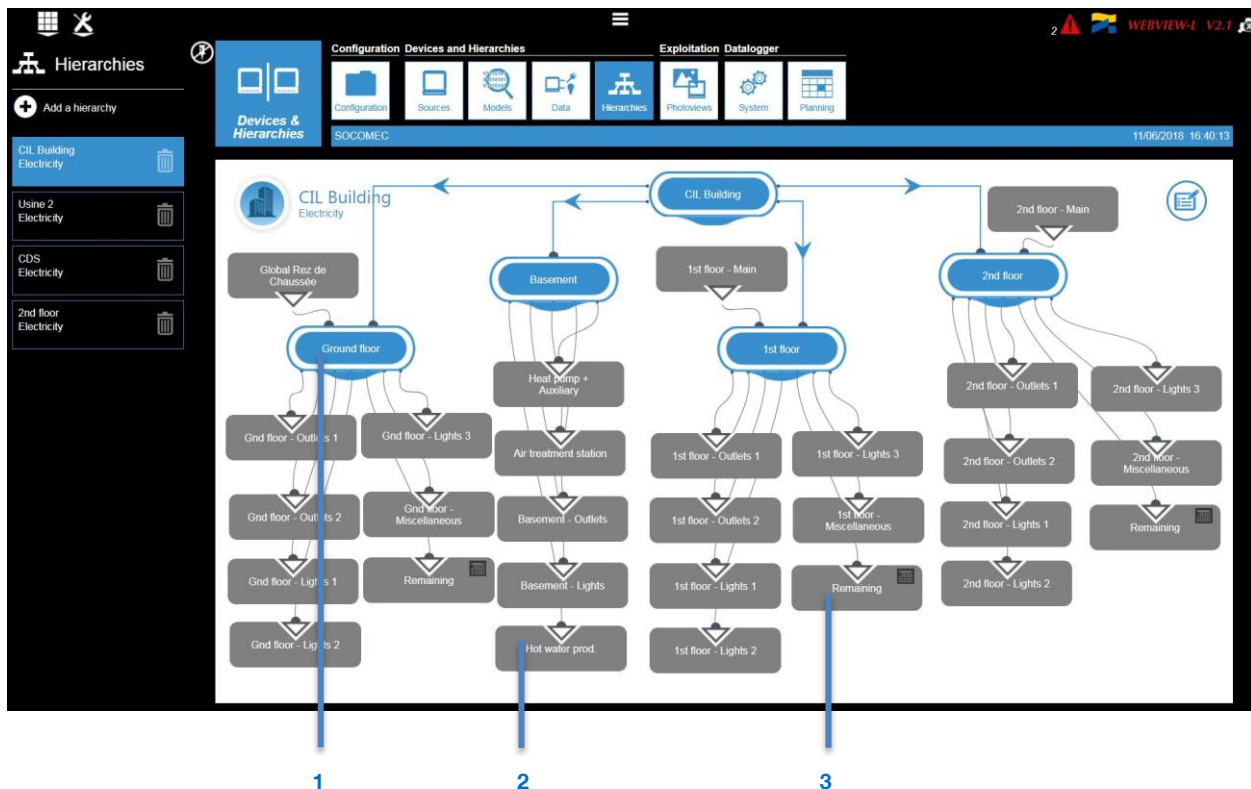 2
WEBVIEW-L V2.1
Hierarchies
Add a hierarchy
CIL Building
Electricity
Usine 2
Electricity
CDS
Electricity
2nd floor
Electricity
Devices &
Hierarchies
Configuration
Devices and Hierarchies
Exploitation
Datalogger
Configuration
Sources
Models
Data
Hierarchies
Photoviews
System
Planning
SOCOMEC
11/06/2018 16:40:13
CIL Building
Electricity
CIL Building
2nd floor - Main
Global Rez de
Chaussée
Basement
1st floor - Main
2nd floor
Ground floor
1st floor
Heat pump +
Auxiliary
2nd floor - Outlets 1
2nd floor - Lights 3
Gnd floor - Outlets 1
Gnd floor - Lights 3
Air treatment station
1st floor - Outlets 1
1st floor - Lights 3
2nd floor - Outlets 2
2nd floor -
Miscellaneous
Gnd floor - Outlets 2
Gnd floor -
Miscellaneous
Basement - Outlets
1st floor - Outlets 2
1st floor -
Miscellaneous
2nd floor - Lights 1
Remaining
Gnd floor - Lights 1
Remaining
Basement - Lights
1st floor - Lights 1
Remaining
2nd floor - Lights 2
Gnd floor - Lights 2
Hot water prod.
1st floor - Lights 2
1
2
3